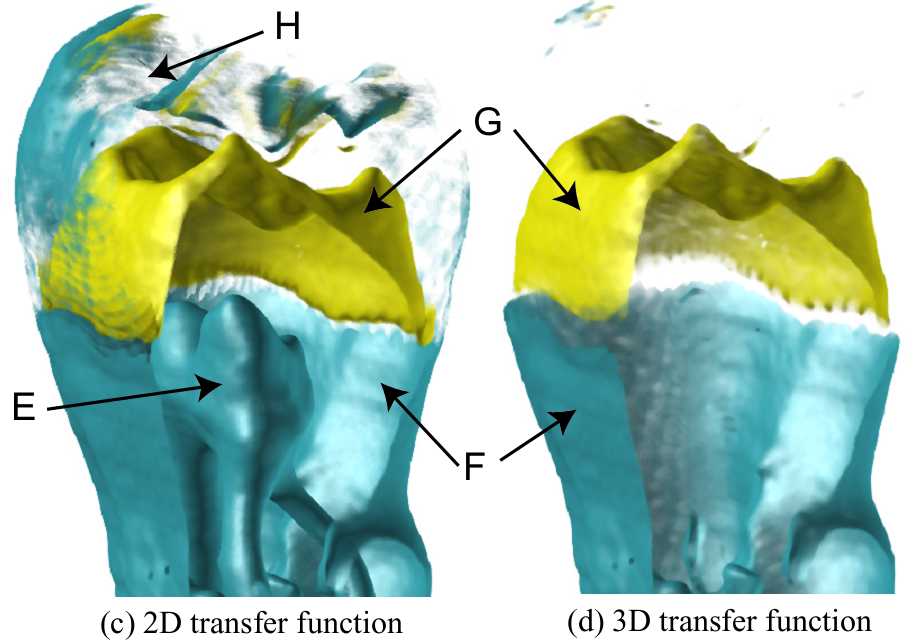 H
G
E
F
(c) 2D transfer function
(d) 3D transfer function